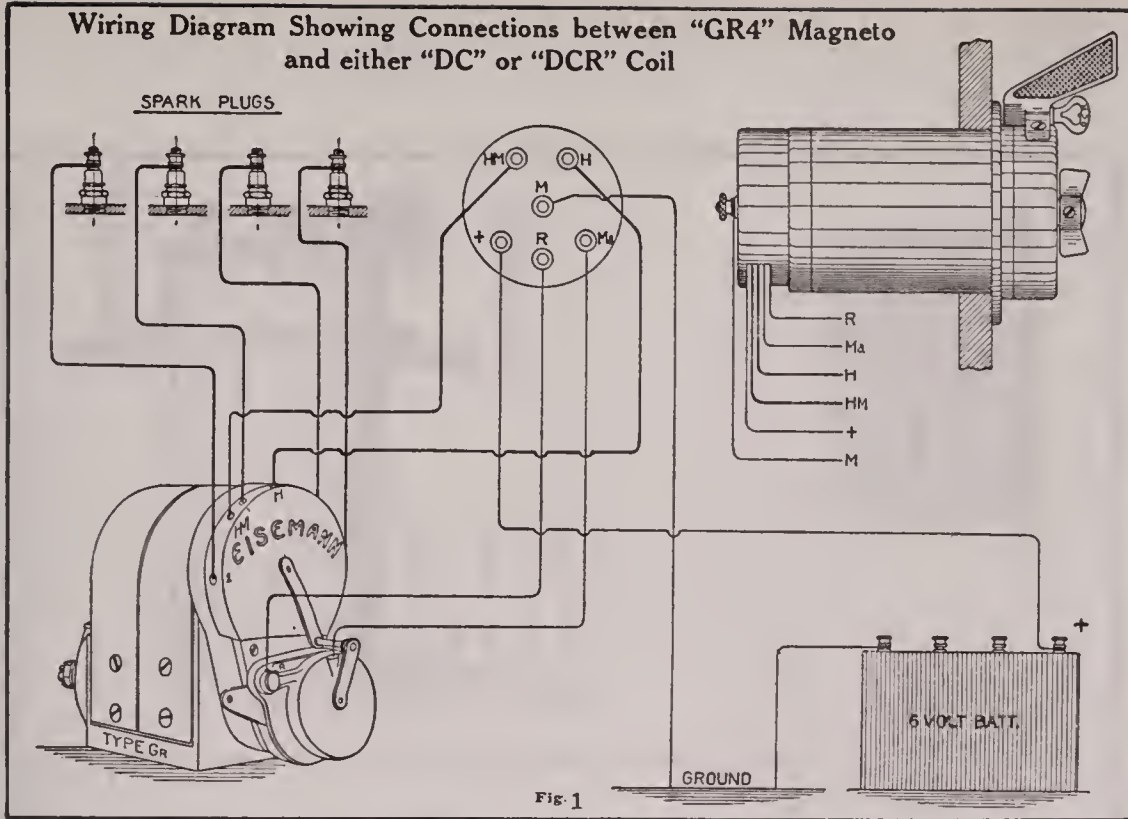 Wiring Diagram Showing Connections between "GR4" Magneto
and either "DC" or "DCR" Coil
SPARK PLUGS
HM H
M
+ R Ma
R
Ma
H
HM
+
M
H
HM
EISEMANN
1
R
TYPE GR
+
6 VOLT BATT.
GROUND
Fig. 1